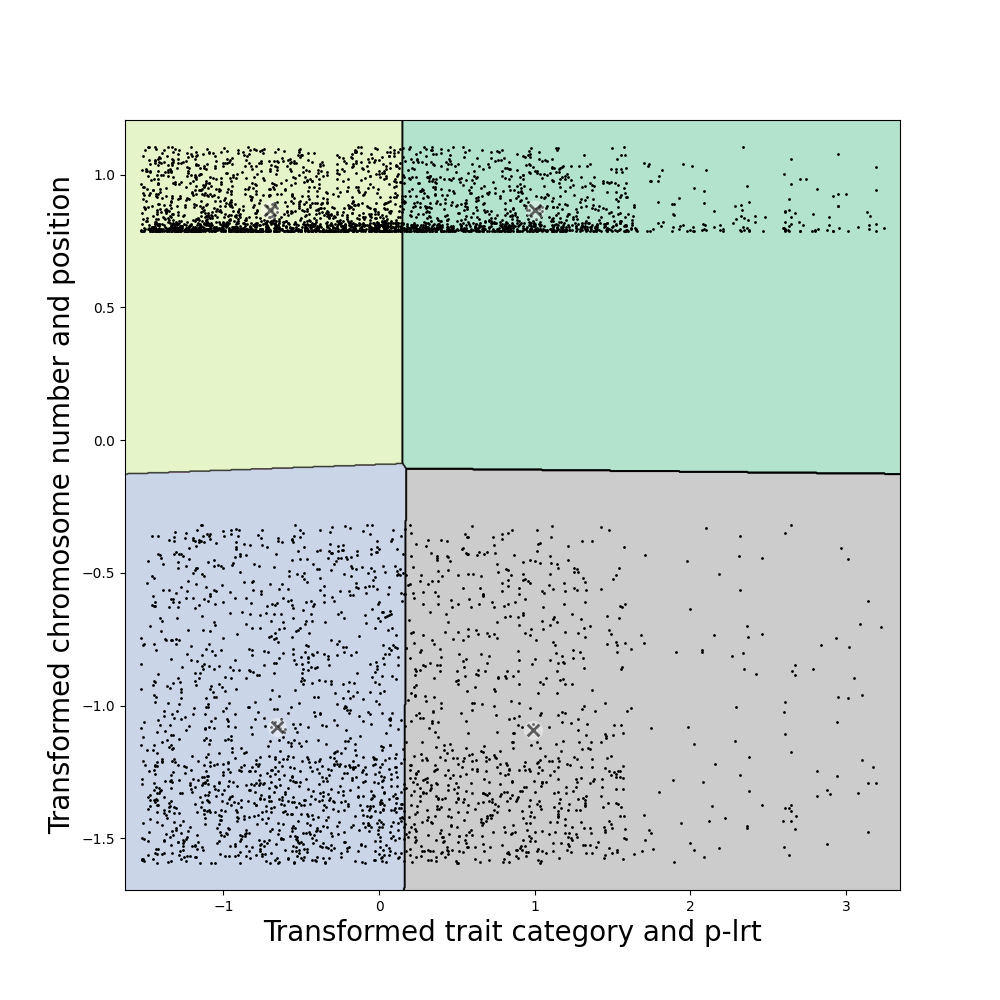 Transformed chromosome number and position
1.0
0.5
0.0
−0.5
−1.0
−1.5
−1 0 1 2 3
Transformed trait category and p-lrt